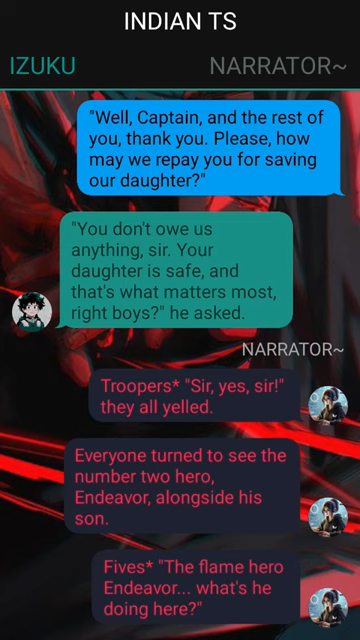 INDIAN TS
IZUKU
NARRATOR~
"Well, Captain, and the rest of
you, thank you. Please, how
may we repay you for saving
our daughter?"
"You don't owe us
anything, sir. Your
daughter is safe, and
that's what matters most,
right boys?" he asked.
NARRATOR~
Troopers* "Sir, yes, sir!"
they all yelled.
Everyone turned to see the
number two hero,
Endeavor, alongside his
son.
Fives* "The flame hero
Endeavor... what's he
doing here?"